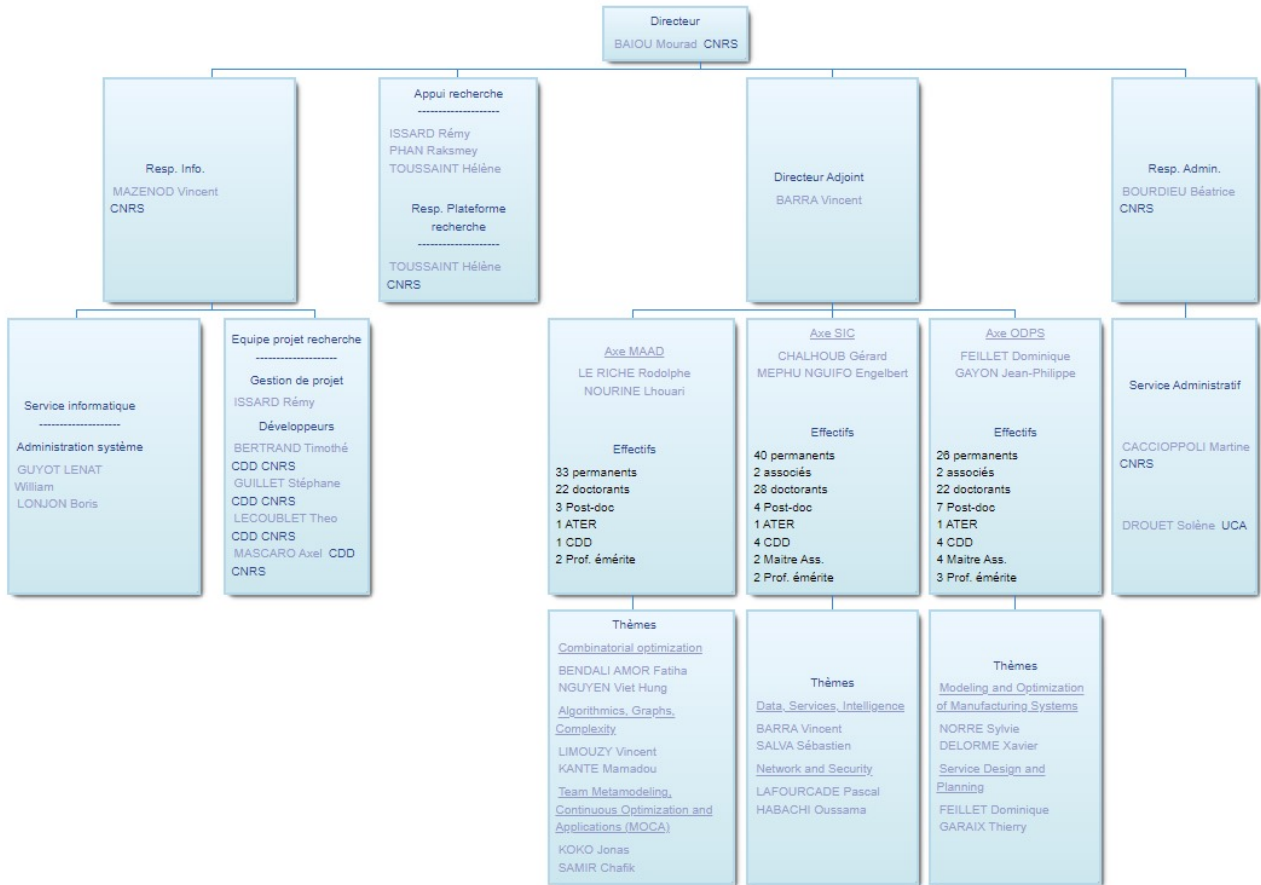 Directeur
BAIOU Mourad CNRS
Resp. Info.
MAZENOD Vincent
CNRS
Appui recherche
--------------------
ISSARD Rémy
PHAN Raksmey
TOUSSAINT Hélène
Resp. Plateforme
recherche
--------------------
TOUSSAINT Hélène
CNRS
Directeur Adjoint
BARRA Vincent
Resp. Admin.
BOURDIEU Béatrice
CNRS
Service informatique
--------------------
Administration système
GUYOT LENAT
William
LONJON Boris
Equipe projet recherche
--------------------
Gestion de projet
ISSARD Rémy
Développeurs
BERTRAND Timothé
CDD CNRS
GUILLET Stéphane
CDD CNRS
LECOUBLET Theo
CDD CNRS
MASCARO Axel CDD
CNRS
Axe MAAD
LE RICHE Rodolphe
NOURINE Lhouari
Effectifs
33 permanents
22 doctorants
3 Post-doc
1 ATER
1 CDD
2 Prof. émérite
Axe SIC
CHALHOUB Gérard
MEPHU NGUIFO Engelbert
Effectifs
40 permanents
2 associés
28 doctorants
4 Post-doc
1 ATER
4 CDD
2 Maitre Ass.
2 Prof. émérite
Axe ODPS
FEILLET Dominique
GAYON Jean-Philippe
Effectifs
26 permanents
2 associés
22 doctorants
7 Post-doc
1 ATER
4 CDD
4 Maitre Ass.
3 Prof. émérite
Service Administratif
CACCIOPPOLI Martine
CNRS
DROUET Solène UCA
Thèmes
Combinatorial optimization
BENDALI AMOR Fatiha
NGUYEN Viet Hung
Algorithmics, Graphs,
Complexity
LIMOUZY Vincent
KANTE Mamadou
Team Metamodeling,
Continuous Optimization and
Applications (MOCA)
KOKO Jonas
SAMIR Chafik
Thèmes
Data, Services, Intelligence
BARRA Vincent
SALVA Sébastien
Network and Security
LAFOURCADE Pascal
HABACHI Oussama
Thèmes
Modeling and Optimization
of Manufacturing Systems
NORRE Sylvie
DELORME Xavier
Service Design and
Planning
FEILLET Dominique
GARAIX Thierry